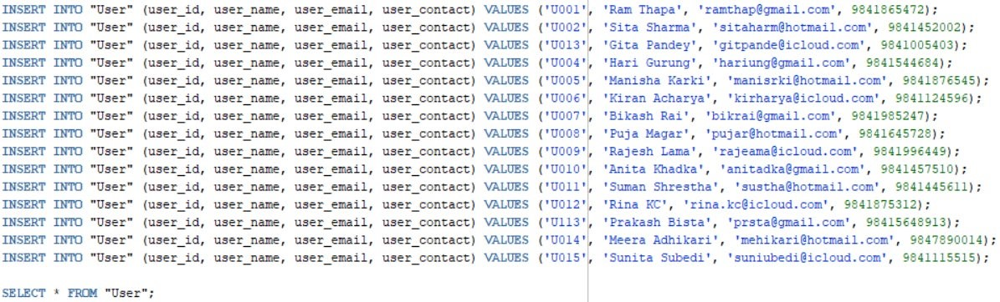 INSERT INTO "User" (user_id, user_name, user_email, user_contact) VALUES ('U001', 'Ram Thapa', 'ramthap@gmail.com', 9841865472);
INSERT INTO "User" (user_id, user_name, user_email, user_contact) VALUES ('U002', 'Sita Sharma', 'sitaharm@hotmail.com', 9841452002);
INSERT INTO "User" (user_id, user_name, user_email, user_contact) VALUES ('U013', 'Gita Pandey', 'gitpande@icloud.com', 9841005403);
INSERT INTO "User" (user_id, user_name, user_email, user_contact) VALUES ('U004', 'Hari Gurung', 'hariung@gmail.com', 9841544684);
INSERT INTO "User" (user_id, user_name, user_email, user_contact) VALUES ('U005', 'Manisha Karki', 'manisrki@hotmail.com', 9841876545);
INSERT INTO "User" (user_id, user_name, user_email, user_contact) VALUES ('U006', 'Kiran Acharya', 'kirharya@icloud.com', 9841124596);
INSERT INTO "User" (user_id, user_name, user_email, user_contact) VALUES ('U007', 'Bikash Rai', 'bikrai@gmail.com', 9841985247);
INSERT INTO "User" (user_id, user_name, user_email, user_contact) VALUES ('U008', 'Puja Magar', 'pujar@hotmail.com', 9841645728);
INSERT INTO "User" (user_id, user_name, user_email, user_contact) VALUES ('U009', 'Rajesh Lama', 'rajeama@icloud.com', 9841996449);
INSERT INTO "User" (user_id, user_name, user_email, user_contact) VALUES ('U010', 'Anita Khadka', 'anitadka@gmail.com', 9841457510);
INSERT INTO "User" (user_id, user_name, user_email, user_contact) VALUES ('U011', 'Suman Shrestha', 'sustha@hotmail.com', 9841445611);
INSERT INTO "User" (user_id, user_name, user_email, user_contact) VALUES ('U012', 'Rina KC', 'rina.kc@icloud.com', 9841875312);
INSERT INTO "User" (user_id, user_name, user_email, user_contact) VALUES ('U113', 'Prakash Bista', 'prsta@gmail.com', 98415648913);
INSERT INTO "User" (user_id, user_name, user_email, user_contact) VALUES ('U014', 'Meera Adhikari', 'mehikari@hotmail.com', 9847890014);
INSERT INTO "User" (user_id, user_name, user_email, user_contact) VALUES ('U015', 'Sunita Subedi', 'suniubedi@icloud.com', 9841115515);
SELECT * FROM "User";